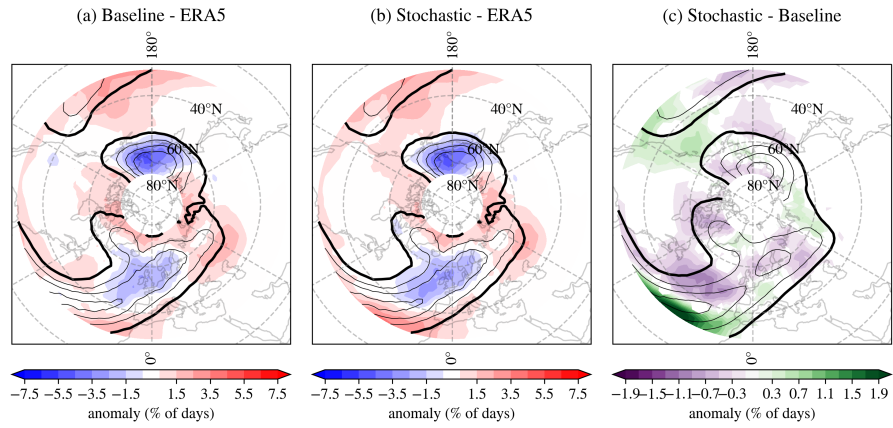 (a) Baseline - ERA5
(b) Stochastic - ERA5
(c) Stochastic - Baseline
180°
180°
180°
40°N
60°N
80°N
40°N
60°N
80°N
40°N
60°N
80°N
0°
0°
0°
−7.5 −5.5 −3.5 −1.5 1.5 3.5 5.5 7.5
−7.5 −5.5 −3.5 −1.5 1.5 3.5 5.5 7.5
−1.9 −1.5 −1.1 −0.7 −0.3 0.3 0.7 1.1 1.5 1.9
anomaly (% of days)
anomaly (% of days)
anomaly (% of days)